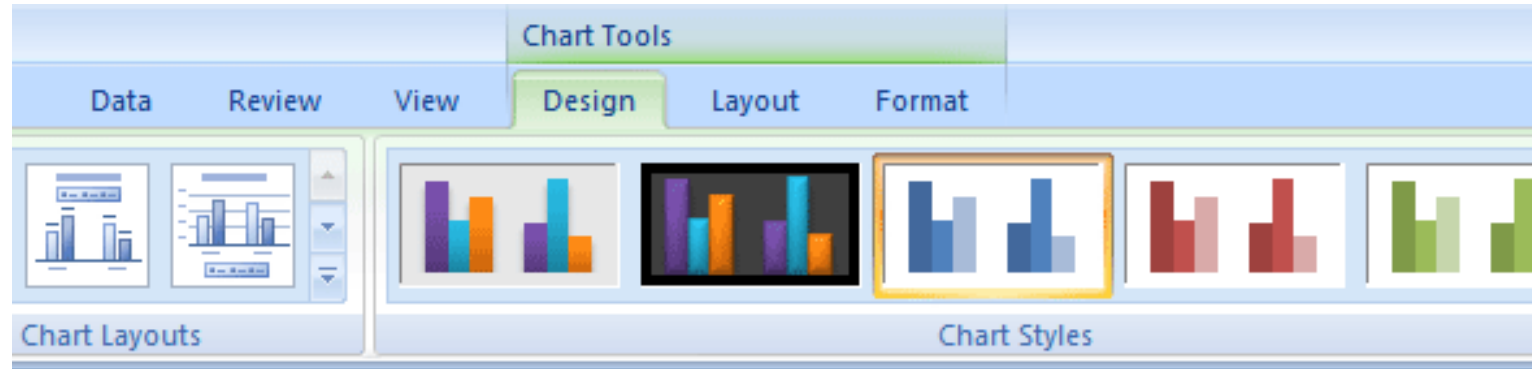 Chart Tools
Data Review View Design Layout Format
Chart Layouts Chart Styles